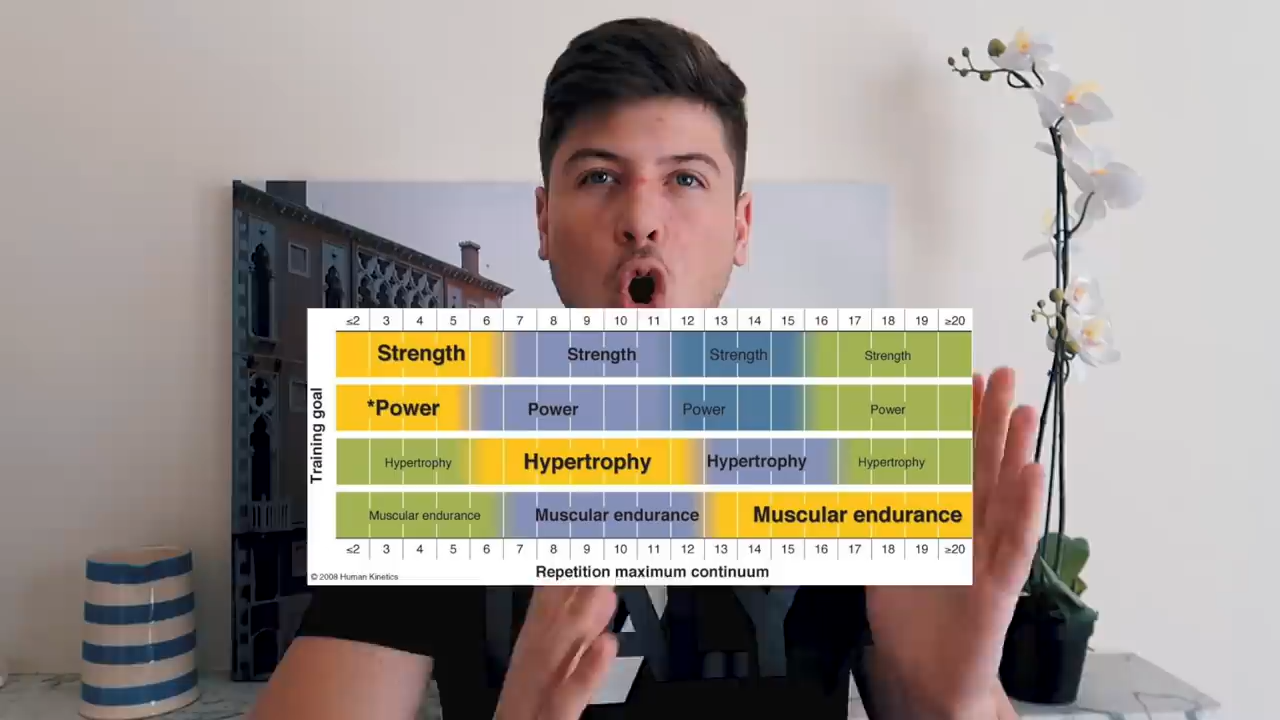 ≤2 3 4 5 6 7 8 9 10 11 12 13 14 15 16 17 18 19 ≥20
Training goal
Strength Strength Strength Strength
*Power Power Power Power
Hypertrophy Hypertrophy Hypertrophy Hypertrophy
Muscular endurance Muscular endurance Muscular endurance
≤2 3 4 5 6 7 8 9 10 11 12 13 14 15 16 17 18 19 ≥20
Repetition maximum continuum
© 2008 Human Kinetics